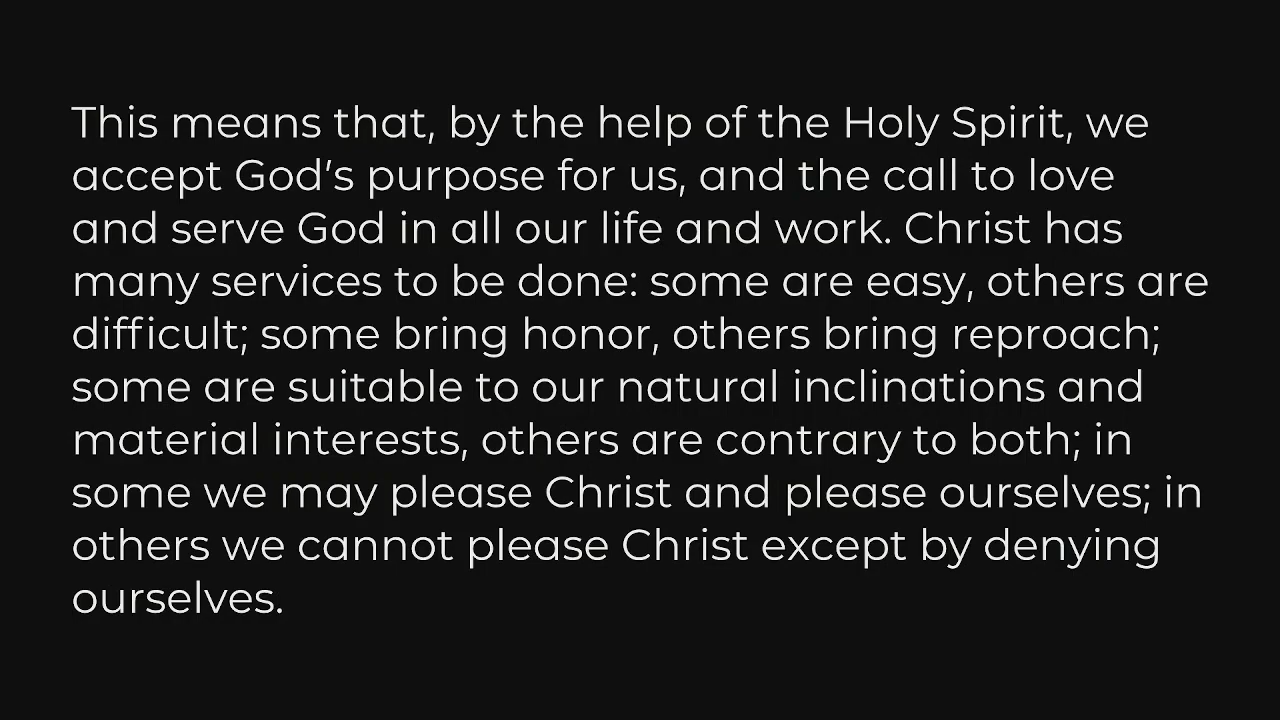 This means that, by the help of the Holy Spirit, we
accept God’s purpose for us, and the call to love
and serve God in all our life and work. Christ has
many services to be done: some are easy, others are
difficult; some bring honor, others bring reproach;
some are suitable to our natural inclinations and
material interests, others are contrary to both; in
some we may please Christ and please ourselves; in
others we cannot please Christ except by denying
ourselves.